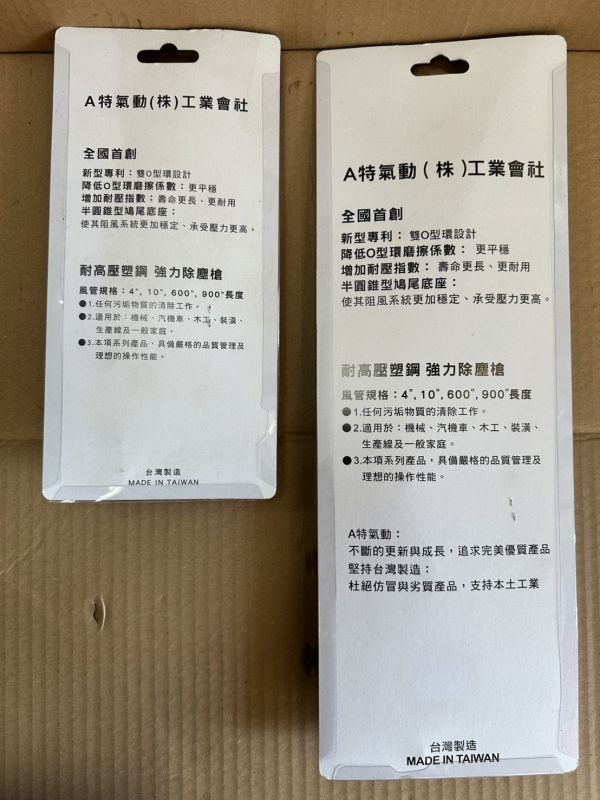 A特氣動(株)工業會社
全國首創
新型專利：雙O型環設計
降低O型環磨擦係數：更平穩
增加耐壓指數：壽命更長、更耐用
半圓錐型鳩尾底座：
使其阻風系統更加穩定、承受壓力更高。
耐高壓塑鋼 強力除塵槍
風管規格：4", 10", 600", 900"長度
●1.任何污垢物質的清除工作。
●2.適用於：機械、汽機車、木工、裝潢、
生產線及一般家庭。
●3.本項系列產品，具備嚴格的品質管理及
理想的操作性能。
台灣製造
MADE IN TAIWAN
A特氣動(株)工業會社
全國首創
新型專利：雙O型環設計
降低O型環磨擦係數：更平穩
增加耐壓指數：壽命更長、更耐用
半圓錐型鳩尾底座：
使其阻風系統更加穩定、承受壓力更高。
耐高壓塑鋼 強力除塵槍
風管規格：4", 10", 600", 900"長度
●1.任何污垢物質的清除工作。
●2.適用於：機械、汽機車、木工、裝潢、
生產線及一般家庭。
●3.本項系列產品，具備嚴格的品質管理及
理想的操作性能。
A特氣動：
不斷的更新與成長，追求完美優質產品
堅持台灣製造：
杜絕仿冒與劣質產品，支持本土工業
台灣製造
MADE IN TAIWAN